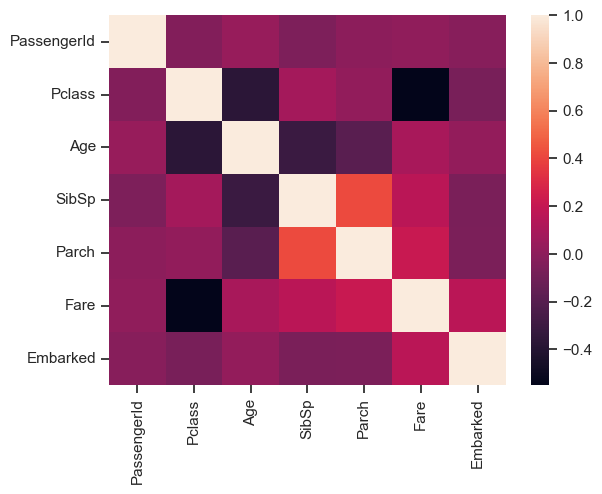 PassengerId
Pclass
Age
SibSp
Parch
Fare
Embarked
PassengerId
Pclass
Age
SibSp
Parch
Fare
Embarked
1.0
0.8
0.6
0.4
0.2
0.0
−0.2
−0.4